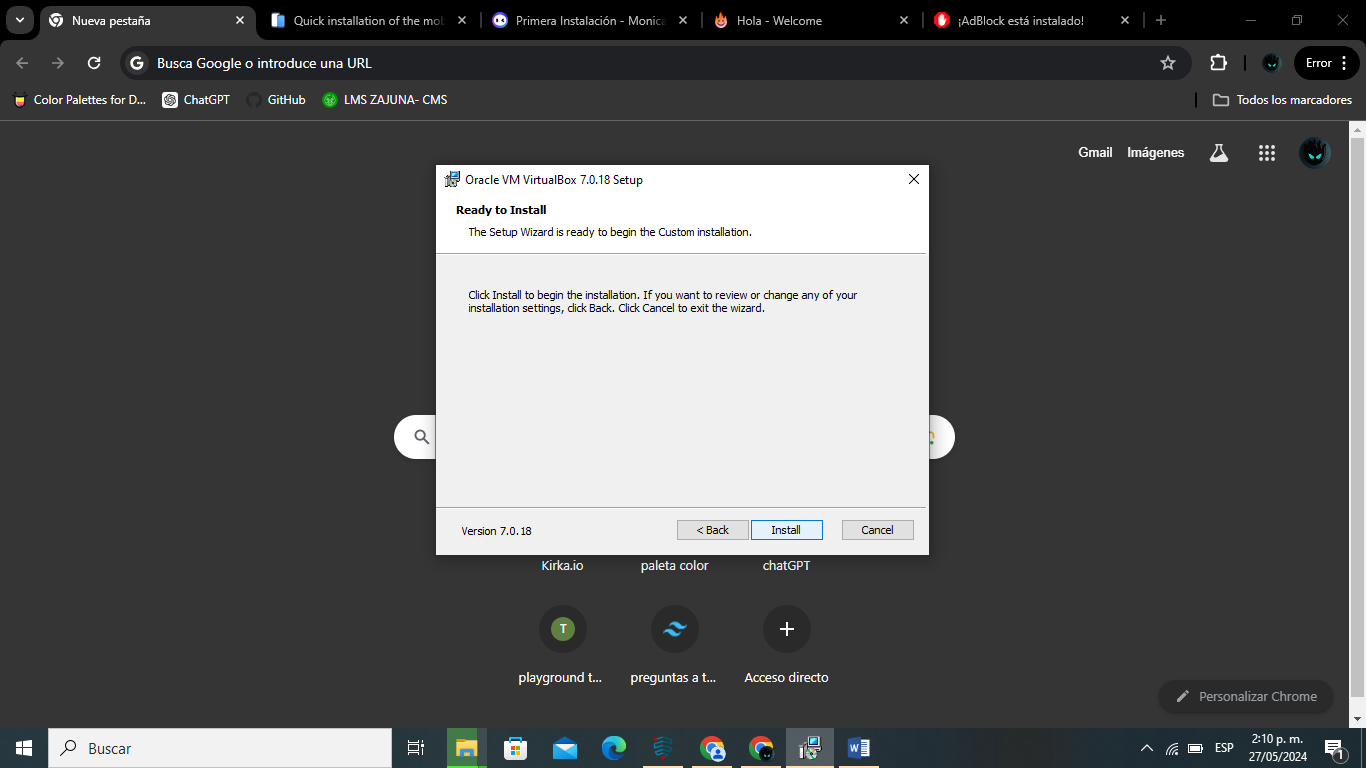 Nueva pestaña
Quick installation of the mob
Primera Instalación - Monica
Hola - Welcome
¡AdBlock está instalado!
Busca Google o introduce una URL
Error
Color Palettes for D...
ChatGPT
GitHub
LMS ZAJUNA- CMS
Todos los marcadores
Gmail
Imágenes
Oracle VM VirtualBox 7.0.18 Setup
Ready to Install
The Setup Wizard is ready to begin the Custom installation.
Click Install to begin the installation. If you want to review or change any of your
installation settings, click Back. Click Cancel to exit the wizard.
Version 7.0.18
< Back
Install
Cancel
Kirka.io
paleta color
chatGPT
T
playground t...
preguntas a t...
Acceso directo
Personalizar Chrome
Buscar
ESP
2:10 p. m.
27/05/2024
1